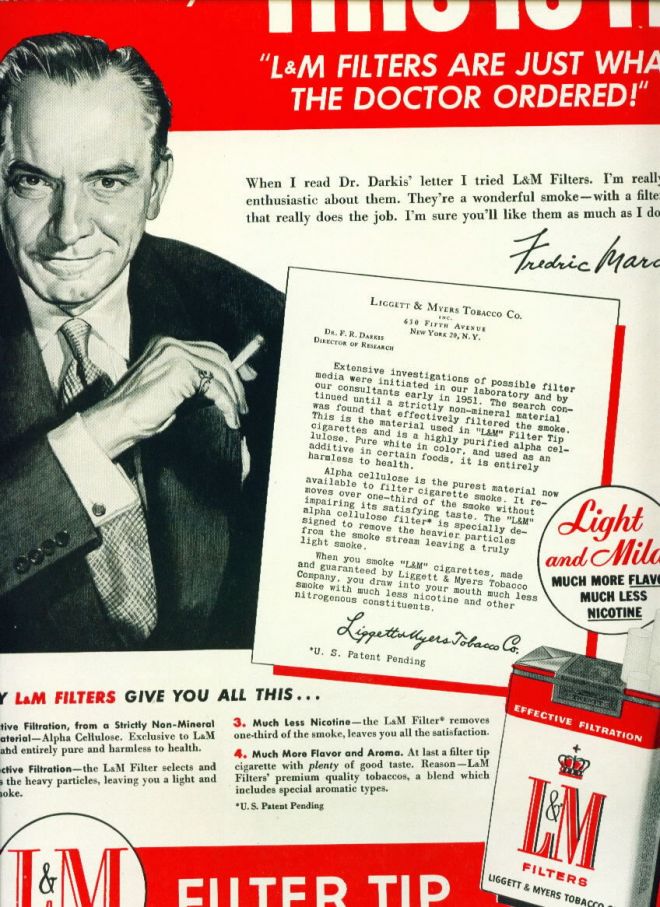 THIS IS I
"L&M FILTERS ARE JUST WHA
THE DOCTOR ORDERED!"
When I read Dr. Darkis' letter I tried L&M Filters. I'm really
enthusiastic about them. They're a wonderful smoke—with a filte
that really does the job. I'm sure you'll like them as much as I do
Fredric Marc
LIGGETT & MYERS TOBACCO CO.
INC.
630 FIFTH AVENUE
NEW YORK 20, N.Y.
DR. F. R. DARKIS
DIRECTOR OF RESEARCH
Extensive investigations of possible filter
media were initiated in our laboratory and by
our consultants early in 1951. The search con-
tinued until a strictly non-mineral material
was found that effectively filtered the smoke.
This is the material used in "L&M" Filter Tip
cigarettes and is a highly purified alpha cel-
lulose. Pure white in color, and used as an
additive in certain foods, it is entirely
harmless to health.
Alpha cellulose is the purest material now
available to filter cigarette smoke. It re-
moves over one-third of the smoke without
impairing its satisfying taste. The "L&M"
alpha cellulose filter* is specially de-
signed to remove the heavier particles
from the smoke stream leaving a truly
light smoke.
When you smoke "L&M" cigarettes, made
and guaranteed by Liggett & Myers Tobacco
Company, you draw into your mouth much less
smoke with much less nicotine and other
nitrogenous constituents.
Liggett & Myers Tobacco Co.
*U. S. Patent Pending
Light
and Mild
MUCH MORE FLAVO
MUCH LESS
NICOTINE
Y L&M FILTERS GIVE YOU ALL THIS...
tive Filtration, from a Strictly Non-Mineral
aterial—Alpha Cellulose. Exclusive to L&M
and entirely pure and harmless to health.
ctive Filtration—the L&M Filter selects and
s the heavy particles, leaving you a light and
oke.
3. Much Less Nicotine—the L&M Filter* removes
one-third of the smoke, leaves you all the satisfaction.
4. Much More Flavor and Aroma. At last a filter tip
cigarette with plenty of good taste. Reason—L&M
Filters' premium quality tobaccos, a blend which
includes special aromatic types.
*U. S. Patent Pending
EFFECTIVE FILTRATION
L&M
FILTERS
LIGGETT & MYERS TOBACCO C
L&M
FILTER TIP